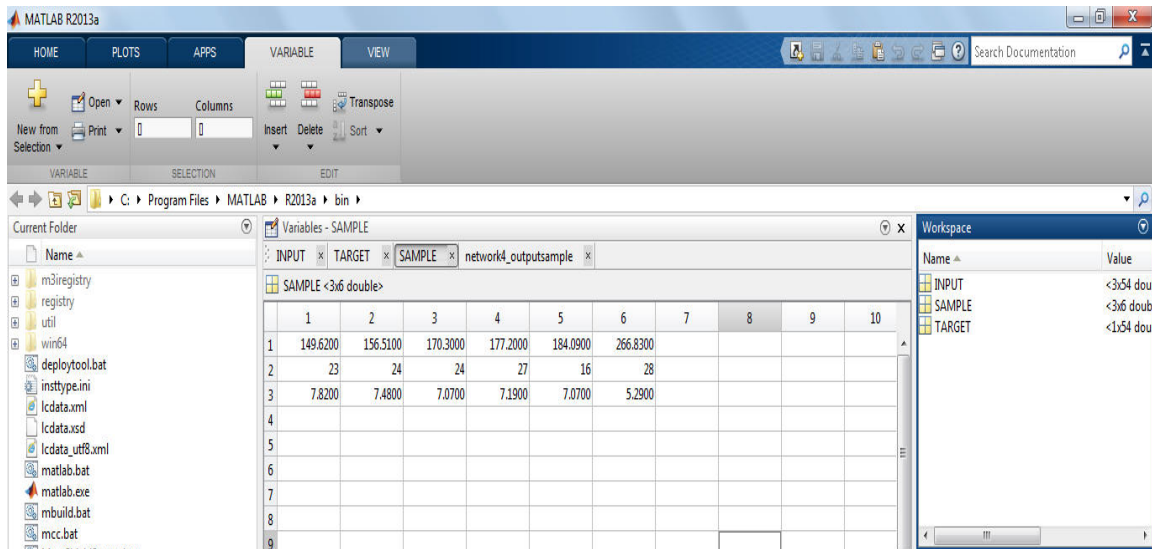 MATLAB R2013a
HOME PLOTS APPS VARIABLE VIEW
Search Documentation
New from Selection
Open
Print
Rows Columns
Insert Delete
Transpose
Sort
VARIABLE SELECTION EDIT
C: Program Files MATLAB R2013a bin
Current Folder
Name
m3iregistry
registry
util
win64
deploytool.bat
insttype.ini
lcdata.xml
lcdata.xsd
lcdata_utf8.xml
matlab.bat
matlab.exe
mbuild.bat
mcc.bat
Variables - SAMPLE
INPUT TARGET SAMPLE network4_outputsample
SAMPLE <3x6 double>
1 2 3 4 5 6 7 8 9 10
1 149.6200 156.5100 170.3000 177.2000 184.0900 266.8300
2 23 24 24 27 16 28
3 7.8200 7.4800 7.0700 7.1900 7.0700 5.2900
4
5
6
7
8
9
Workspace
Name Value
INPUT <3x54 dou
SAMPLE <3x6 doub
TARGET <1x54 dou